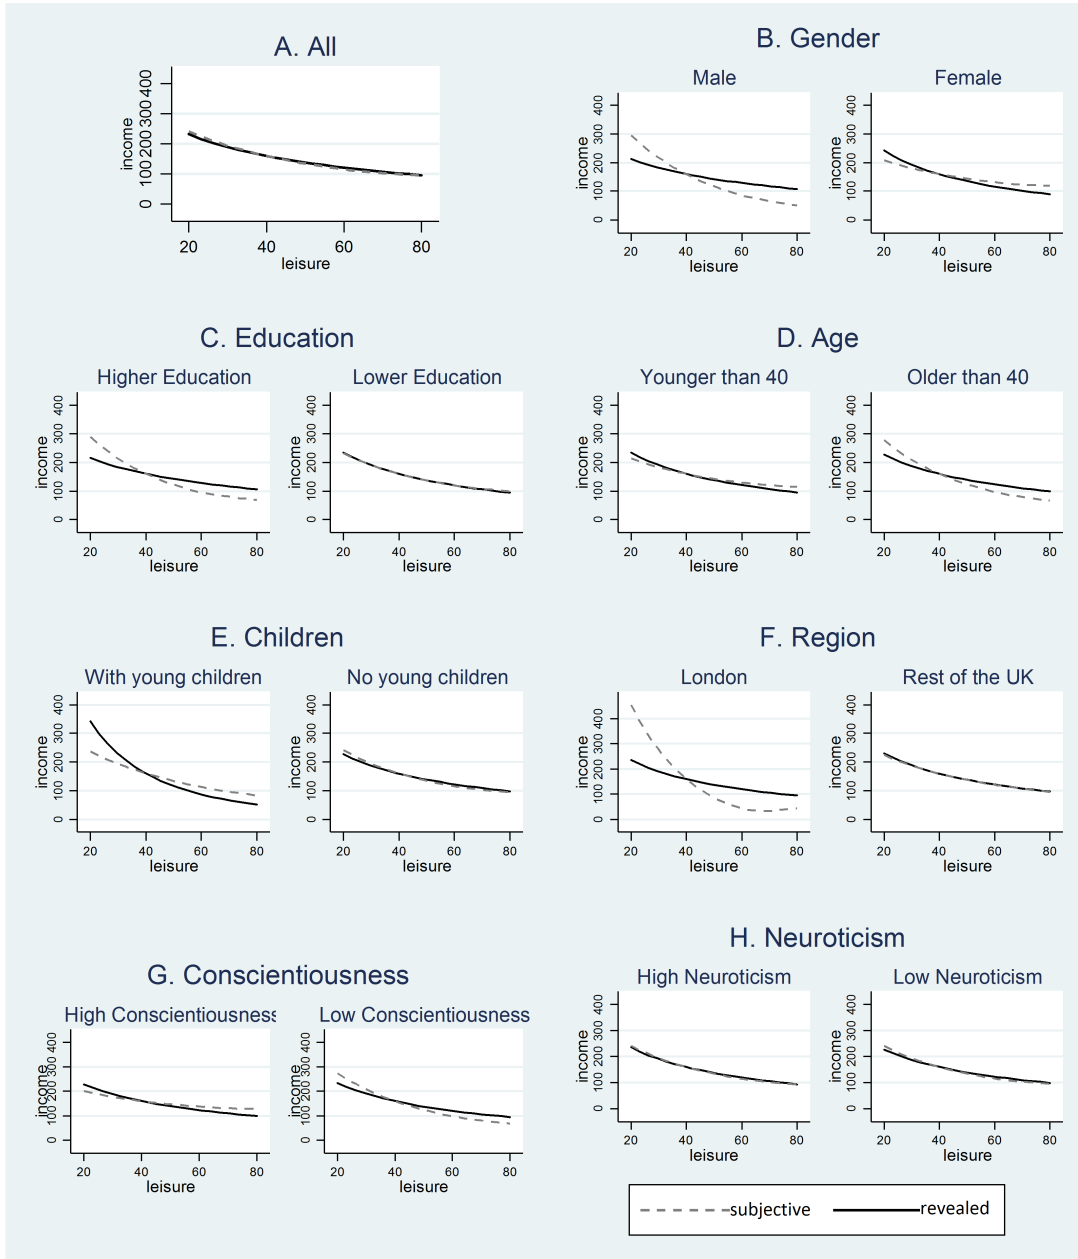 A. All
income
0 100 200 300 400
20 40 60 80
leisure
B. Gender
Male
income
0 100 200 300 400
20 40 60 80
leisure
Female
income
0 100 200 300 400
20 40 60 80
leisure
C. Education
Higher Education
income
0 100 200 300 400
20 40 60 80
leisure
Lower Education
income
0 100 200 300 400
20 40 60 80
leisure
D. Age
Younger than 40
income
0 100 200 300 400
20 40 60 80
leisure
Older than 40
income
0 100 200 300 400
20 40 60 80
leisure
E. Children
With young children
income
0 100 200 300 400
20 40 60 80
leisure
No young children
income
0 100 200 300 400
20 40 60 80
leisure
F. Region
London
income
0 100 200 300 400
20 40 60 80
leisure
Rest of the UK
income
0 100 200 300 400
20 40 60 80
leisure
G. Conscientiousness
High Conscientiousness
income
0 100 200 300 400
20 40 60 80
leisure
Low Conscientiousness
income
0 100 200 300 400
20 40 60 80
leisure
H. Neuroticism
High Neuroticism
income
0 100 200 300 400
20 40 60 80
leisure
Low Neuroticism
income
0 100 200 300 400
20 40 60 80
leisure
subjective revealed